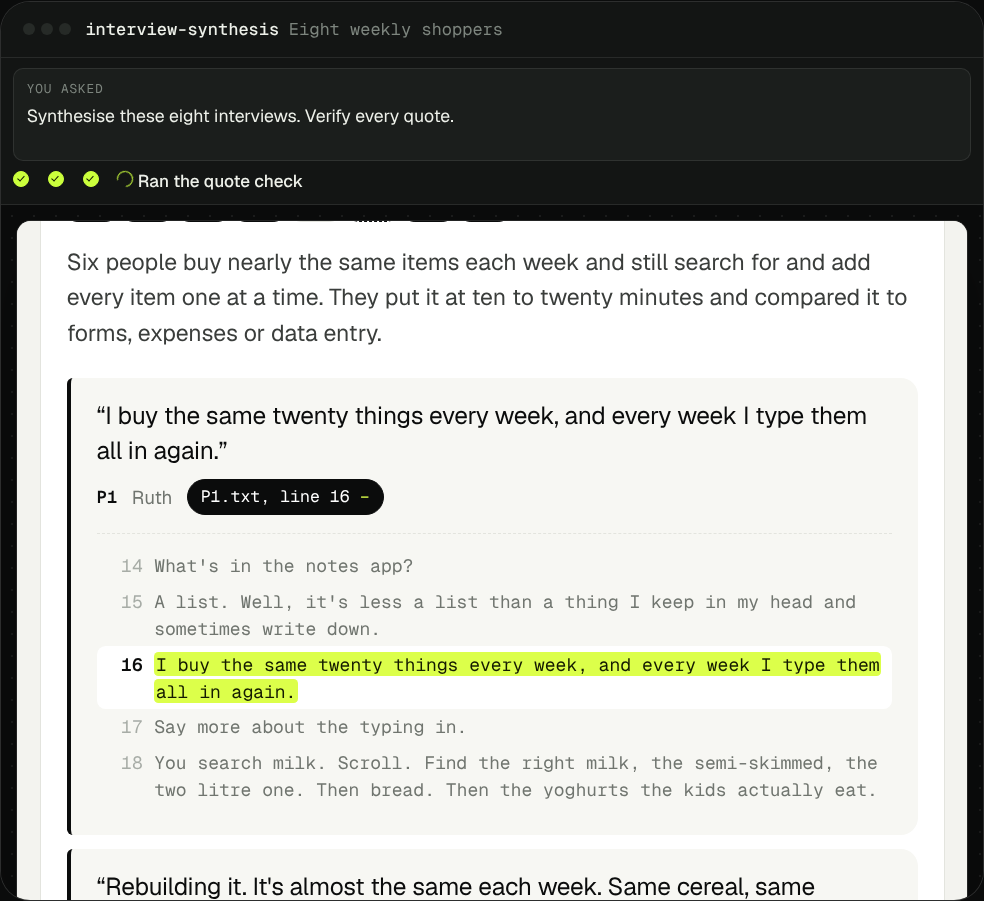 interview-synthesis Eight weekly shoppers
YOU ASKED
Synthesise these eight interviews. Verify every quote.
Ran the quote check
Six people buy nearly the same items each week and still search for and add
every item one at a time. They put it at ten to twenty minutes and compared it to
forms, expenses or data entry.
“I buy the same twenty things every week, and every week I type them
all in again.”
P1 Ruth P1.txt, line 16 –
14 What's in the notes app?
15 A list. Well, it's less a list than a thing I keep in my head and
sometimes write down.
16 I buy the same twenty things every week, and every week I type them
all in again.
17 Say more about the typing in.
18 You search milk. Scroll. Find the right milk, the semi-skimmed, the
two litre one. Then bread. Then the yoghurts the kids actually eat.
“Rebuilding it. It's almost the same each week. Same cereal, same